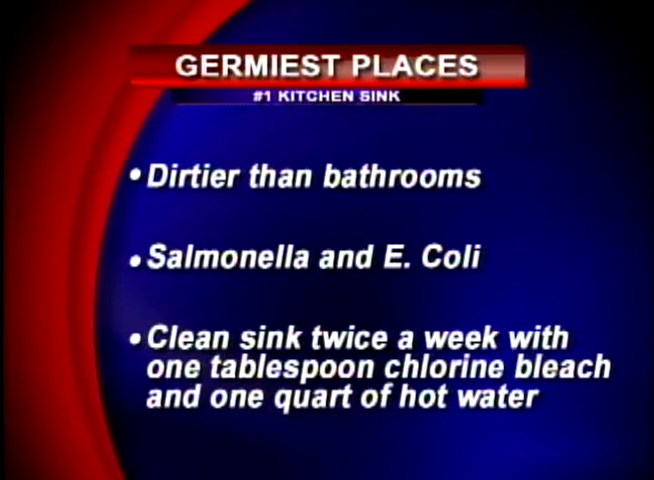 GERMIEST PLACES
#1 KITCHEN SINK
• Dirtier than bathrooms
• Salmonella and E. Coli
• Clean sink twice a week with
one tablespoon chlorine bleach
and one quart of hot water